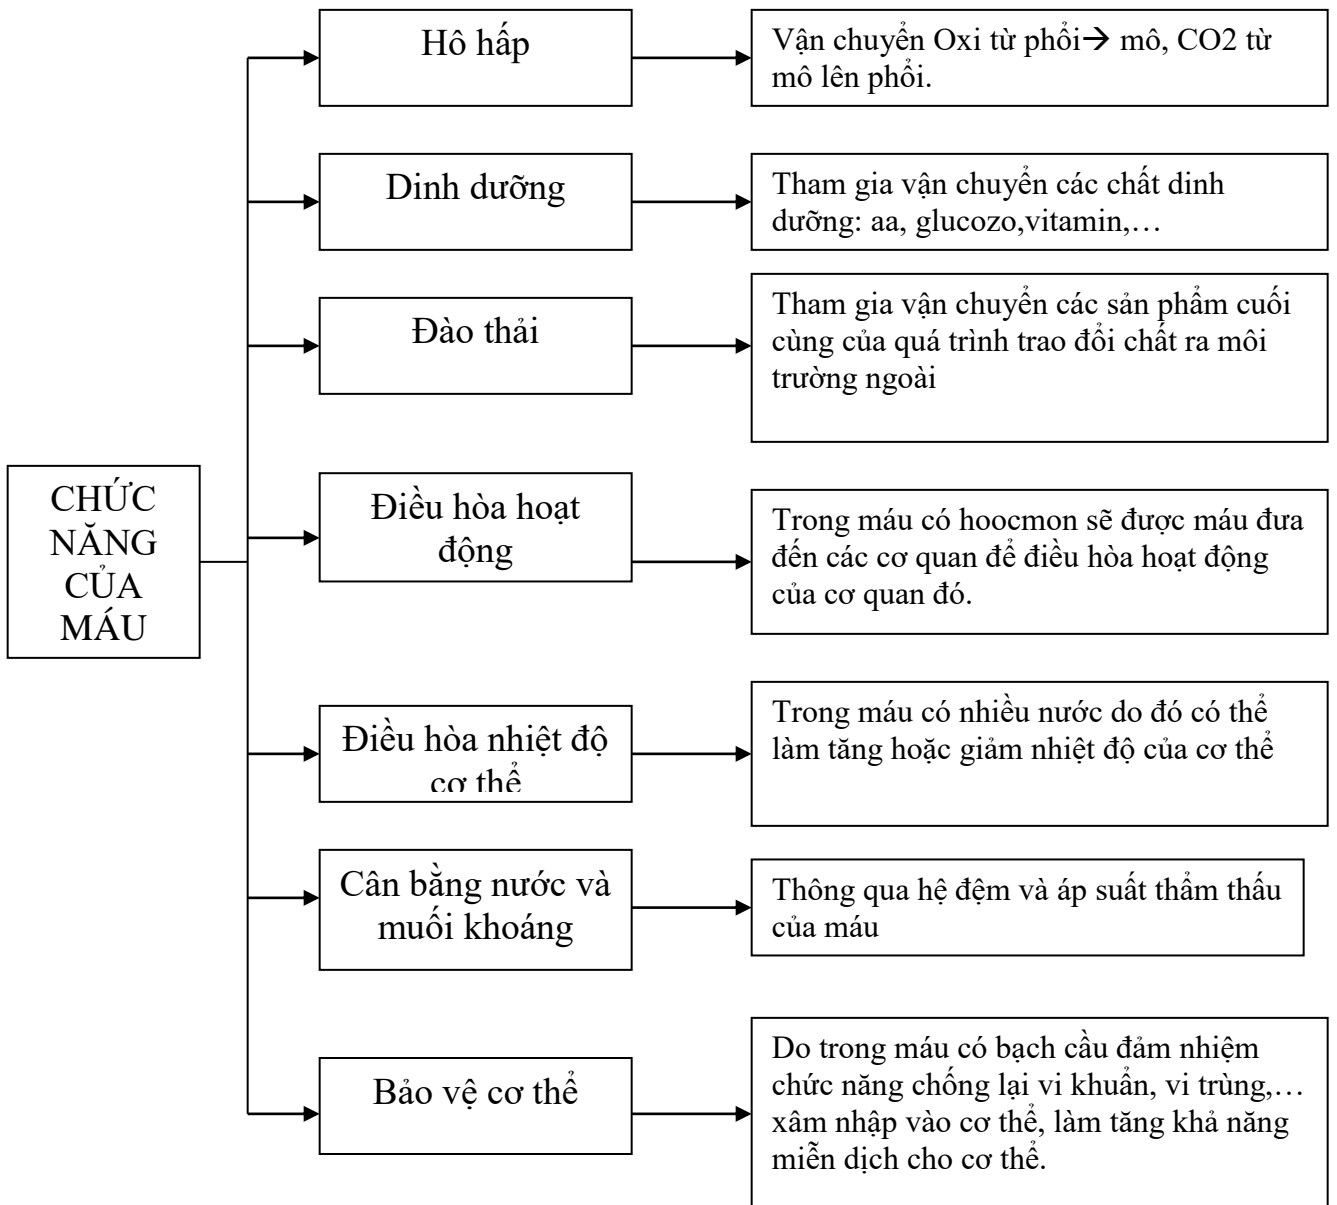 Hô hấp
Vận chuyển Oxi từ phổi→ mô, CO2 từ
mô lên phổi.
Dinh dưỡng
Tham gia vận chuyển các chất dinh
dưỡng: aa, glucozo,vitamin,…
Đào thải
Tham gia vận chuyển các sản phẩm cuối
cùng của quá trình trao đổi chất ra môi
trường ngoài
CHỨC
NĂNG
CỦA
MÁU
Điều hòa hoạt
động
Trong máu có hoocmon sẽ được máu đưa
đến các cơ quan để điều hòa hoạt động
của cơ quan đó.
Điều hòa nhiệt độ
cơ thể
Trong máu có nhiều nước do đó có thể
làm tăng hoặc giảm nhiệt độ của cơ thể
Cân bằng nước và
muối khoáng
Thông qua hệ đệm và áp suất thẩm thấu
của máu
Bảo vệ cơ thể
Do trong máu có bạch cầu đảm nhiệm
chức năng chống lại vi khuẩn, vi trùng,…
xâm nhập vào cơ thể, làm tăng khả năng
miễn dịch cho cơ thể.